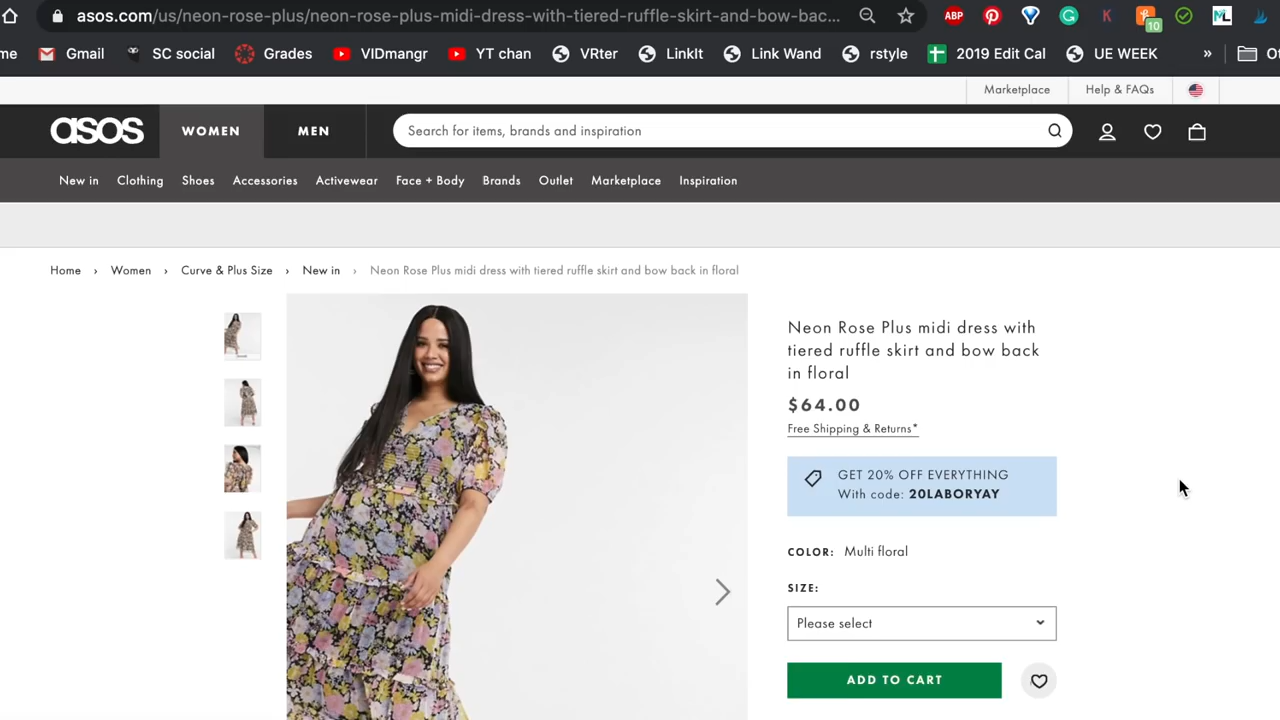 asos.com/us/neon-rose-plus/neon-rose-plus-midi-dress-with-tiered-ruffle-skirt-and-bow-bac...
ABP
K
10
ML
me
Gmail
SC social
Grades
VIDmangr
YT chan
VRter
LinkIt
Link Wand
rstyle
2019 Edit Cal
UE WEEK
»
Ot
Marketplace
Help & FAQs
asos
WOMEN
MEN
Search for items, brands and inspiration
New in
Clothing
Shoes
Accessories
Activewear
Face + Body
Brands
Outlet
Marketplace
Inspiration
Home › Women › Curve & Plus Size › New in › Neon Rose Plus midi dress with tiered ruffle skirt and bow back in floral
Neon Rose Plus midi dress with
tiered ruffle skirt and bow back
in floral
$64.00
Free Shipping & Returns*
GET 20% OFF EVERYTHING
With code: 20LABORYAY
COLOR: Multi floral
SIZE:
Please select
ADD TO CART